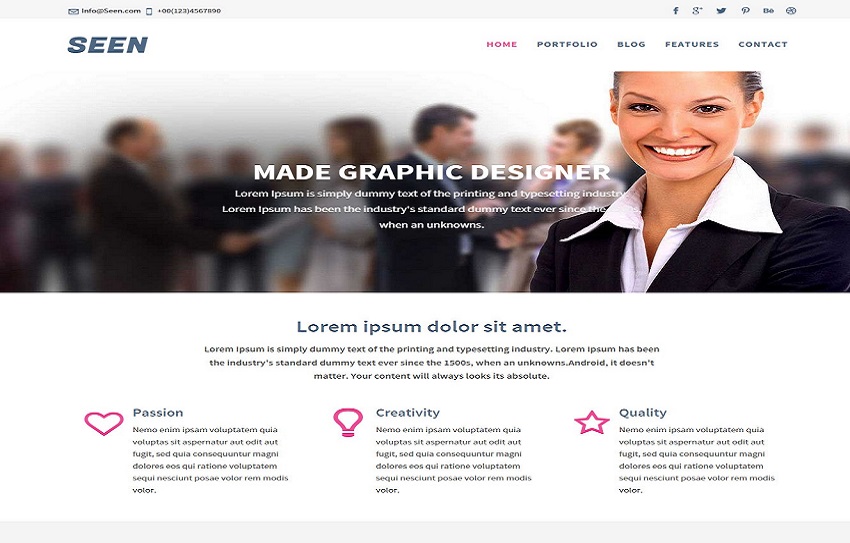 Info@Seen.com +00(123)4567890
SEEN
HOME PORTFOLIO BLOG FEATURES CONTACT
MADE GRAPHIC DESIGNER
Lorem Ipsum is simply dummy text of the printing and typesetting industry
Lorem Ipsum has been the industry's standard dummy text ever since the
when an unknowns.
Lorem ipsum dolor sit amet.
Lorem Ipsum is simply dummy text of the printing and typesetting industry. Lorem Ipsum has been
the industry's standard dummy text ever since the 1500s, when an unknowns.Android, it doesn't
matter. Your content will always looks its absolute.
Passion
Nemo enim ipsam voluptatem quia
voluptas sit aspernatur aut odit aut
fugit, sed quia consequuntur magni
dolores eos qui ratione voluptatem
sequi nesciunt posaee rolor rem modis
volor.
Creativity
Nemo enim ipsam voluptatem quia
voluptas sit aspernatur aut odit aut
fugit, sed quia consequuntur magni
dolores eos qui ratione voluptatem
sequi nesciunt posae volor rem modis
volor.
Quality
Nemo enim ipsam voluptatem quia
voluptas sit aspernatur aut odit aut
fugit, sed quia consequuntur magni
dolores eos qui ratione voluptatem
sequi nesciunt posae volor rem modis
volor.